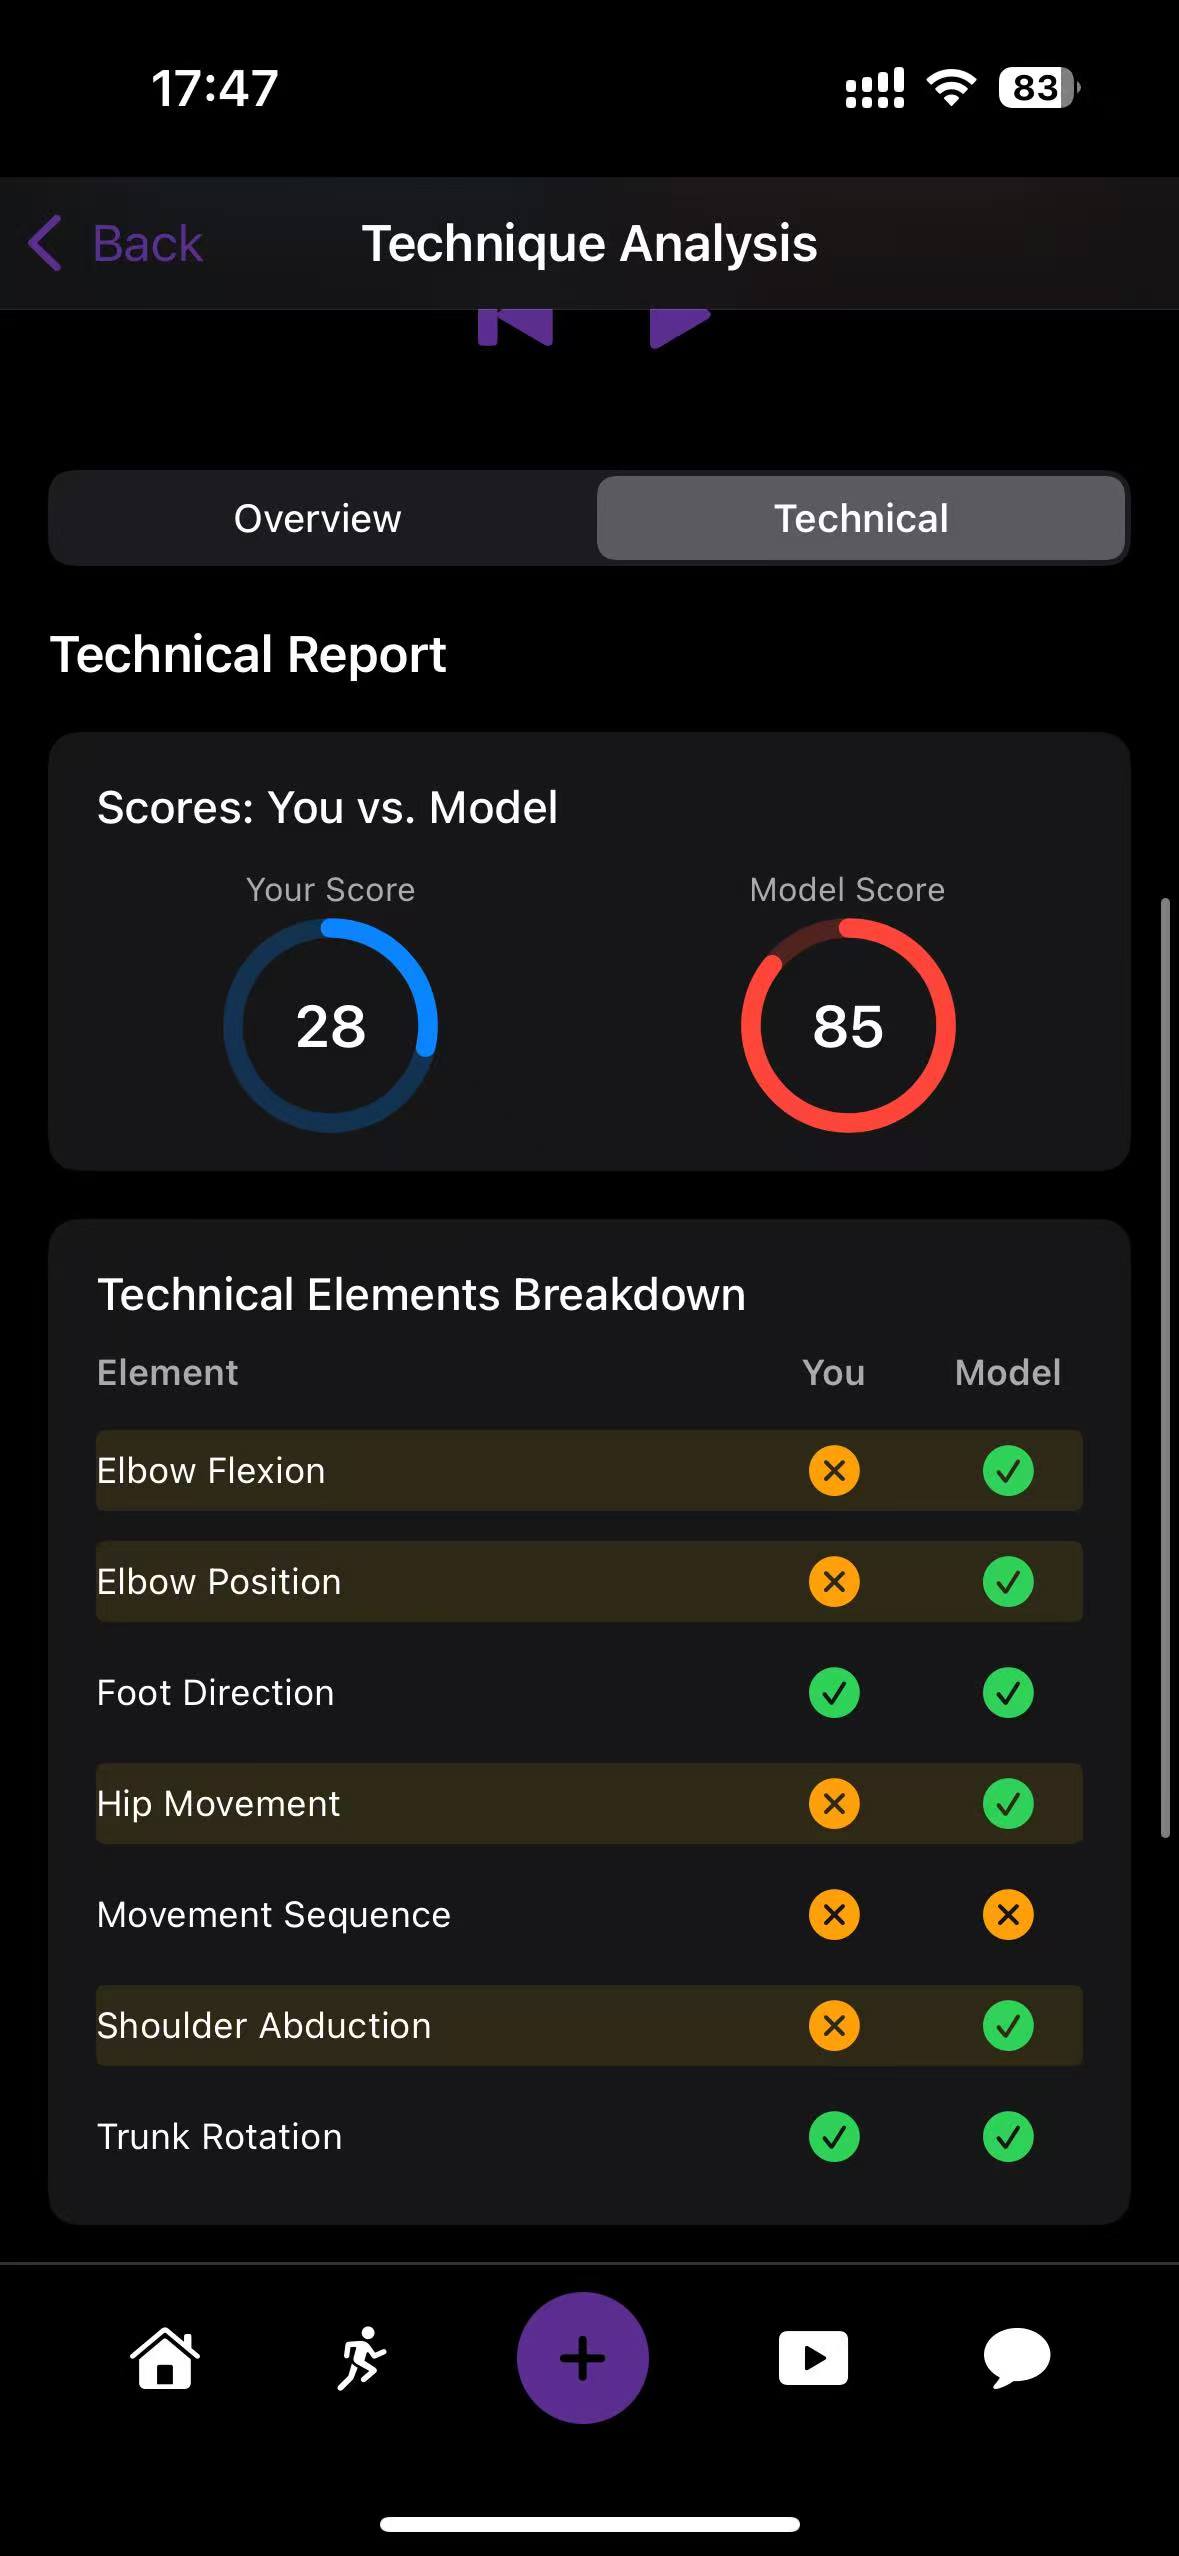 17:47
83
Back
Technique Analysis
Overview
Technical
Technical Report
Scores: You vs. Model
Your Score
Model Score
28
85
Technical Elements Breakdown
Element You Model
Elbow Flexion
Elbow Position
Foot Direction
Hip Movement
Movement Sequence
Shoulder Abduction
Trunk Rotation